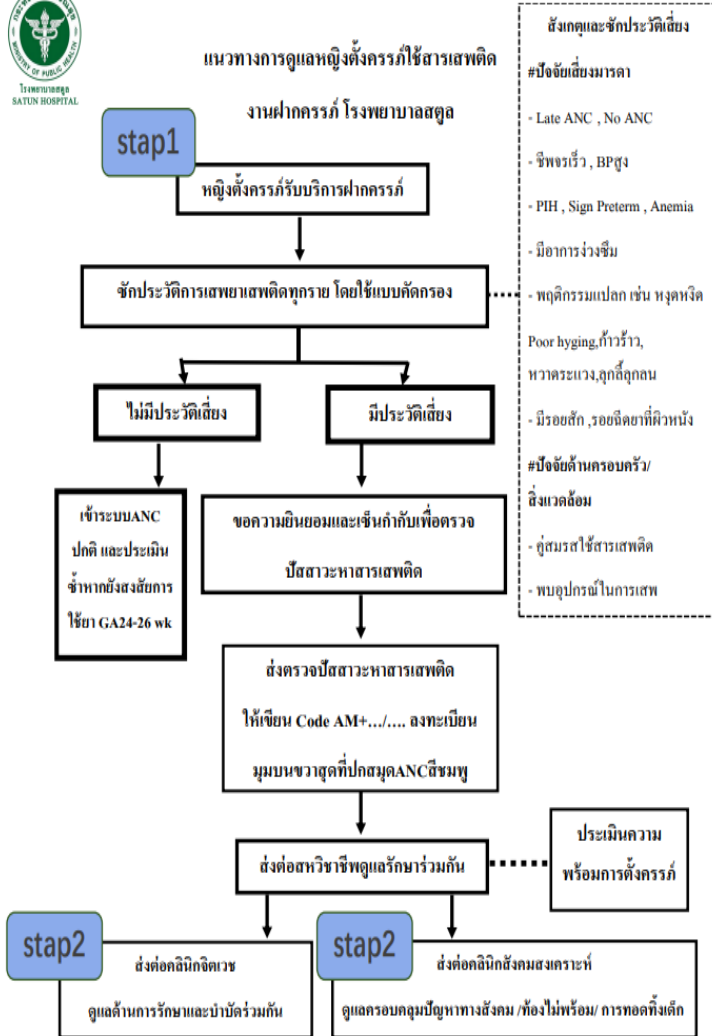 MINISTRY OF PUBLIC HEALTH
โรงพยาบาลสตูล
SATUN HOSPITAL
แนวทางการดูแลหญิงตั้งครรภ์ใช้สารเสพติด
งานฝากครรภ์ โรงพยาบาลสตูล
stap1
หญิงตั้งครรภ์รับบริการฝากครรภ์
ซักประวัติการเสพยาเสพติดทุกราย โดยใช้แบบคัดกรอง
สังเกตุและซักประวัติเสี่ยง
#ปัจจัยเสี่ยงมารดา
- Late ANC , No ANC
- ชีพจรเร็ว , BPสูง
- PIH , Sign Preterm , Anemia
- มีอาการง่วงซึม
- พฤติกรรมแปลก เช่น หงุดหงิด
Poor hyging,ก้าวร้าว,
หวาดระแวง,ลุกลี้ลุกลน
- มีรอยสัก ,รอยฉีดยาที่ผิวหนัง
#ปัจจัยด้านครอบครัว/
สิ่งแวดล้อม
- คู่สมรสใช้สารเสพติด
- พบอุปกรณ์ในการเสพ
ไม่มีประวัติเสี่ยง
มีประวัติเสี่ยง
เข้าระบบANC
ปกติ และประเมิน
ซ้ำหากยังสงสัยการ
ใช้ยา GA24-26 wk
ขอความยินยอมและเซ็นกำกับเพื่อตรวจ
ปัสสาวะหาสารเสพติด
ส่งตรวจปัสสาวะหาสารเสพติด
ให้เขียน Code AM+.../.... ลงทะเบียน
มุมบนขวาสุดที่ปกสมุดANCสีชมพู
ส่งต่อสหวิชาชีพดูแลรักษาร่วมกัน
ประเมินความ
พร้อมการตั้งครรภ์
stap2
ส่งต่อคลินิกจิตเวช
ดูแลด้านการรักษาและบำบัดร่วมกัน
stap2
ส่งต่อคลินิกสังคมสงเคราะห์
ดูแลครอบคลุมปัญหาทางสังคม /ท้องไม่พร้อม/ การทอดทิ้งเด็ก